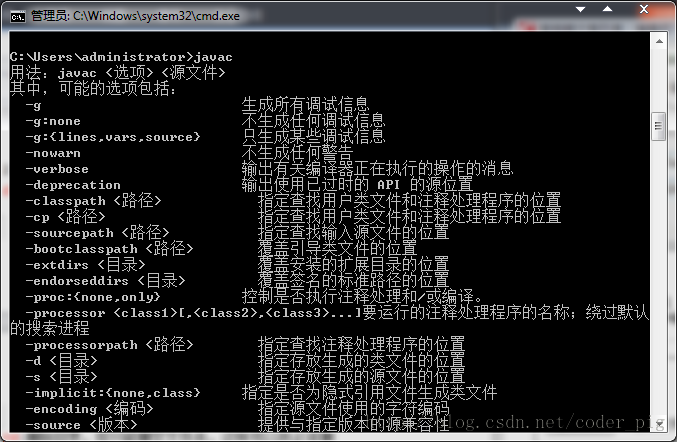 管理员: C:\Windows\system32\cmd.exe
C:\Users\administrator>javac
用法: javac <选项> <源文件>
其中, 可能的选项包括:
-g 生成所有调试信息
-g:none 不生成任何调试信息
-g:{lines,vars,source} 只生成某些调试信息
-nowarn 不生成任何警告
-verbose 输出有关编译器正在执行的操作的消息
-deprecation 输出使用已过时的 API 的源位置
-classpath <路径> 指定查找用户类文件和注释处理程序的位置
-cp <路径> 指定查找用户类文件和注释处理程序的位置
-sourcepath <路径> 指定查找输入源文件的位置
-bootclasspath <路径> 覆盖引导类文件的位置
-extdirs <目录> 覆盖安装的扩展目录的位置
-endorseddirs <目录> 覆盖签名的标准路径的位置
-proc:{none,only} 控制是否执行注释处理和/或编译。
-processor <class1>[,<class2>,<class3>...]要运行的注释处理程序的名称; 绕过默认
的搜索进程
-processorpath <路径> 指定查找注释处理程序的位置
-d <目录> 指定存放生成的类文件的位置
-s <目录> 指定存放生成的源文件的位置
-implicit:{none,class} 指定是否为隐式引用文件生成类文件
-encoding <编码> 指定源文件使用的字符编码
-source <版本> 提供与指定版本的源兼容性
blog.csdn.net/coder_pig